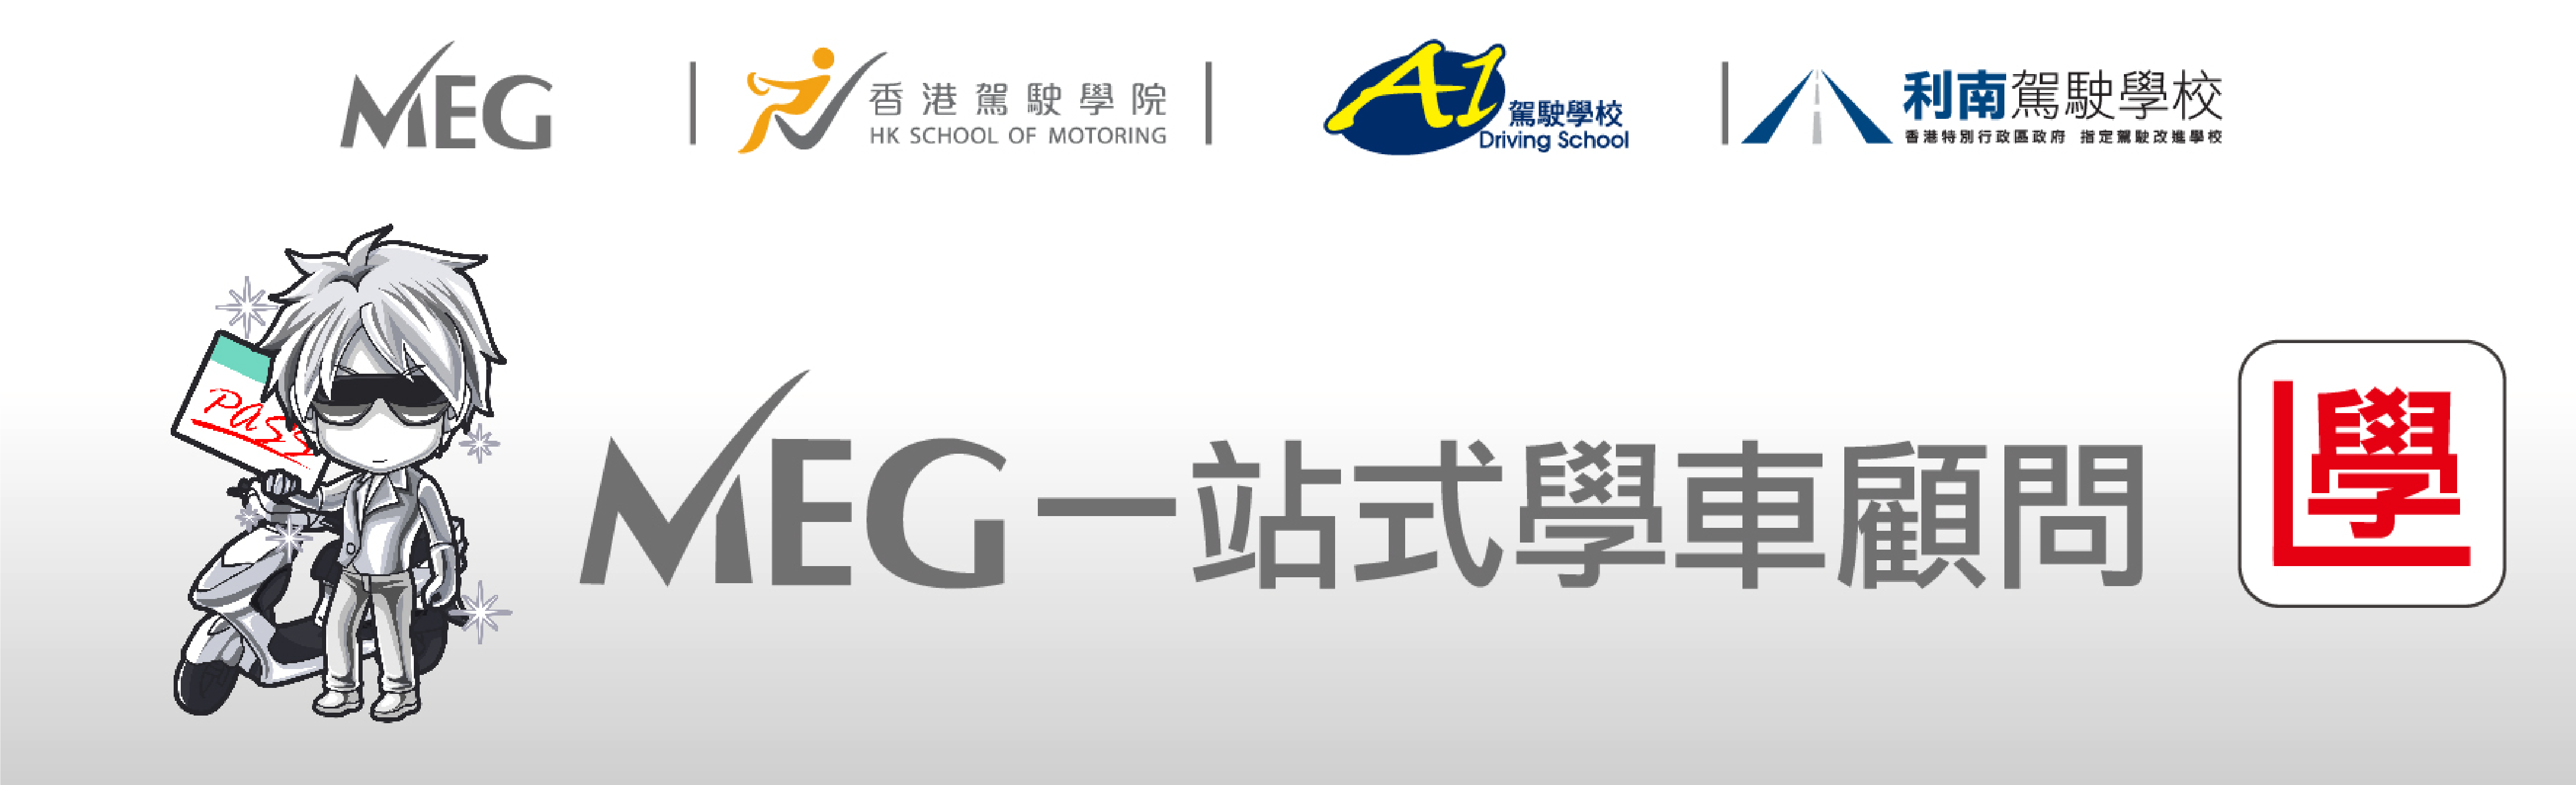 MEG
香港駕駛學院
HK SCHOOL OF MOTORING
A1
駕駛學校
Driving School
利南駕駛學校
香港特別行政區政府 指定駕駛改進學校
PASS
MEG一站式學車顧問
L學